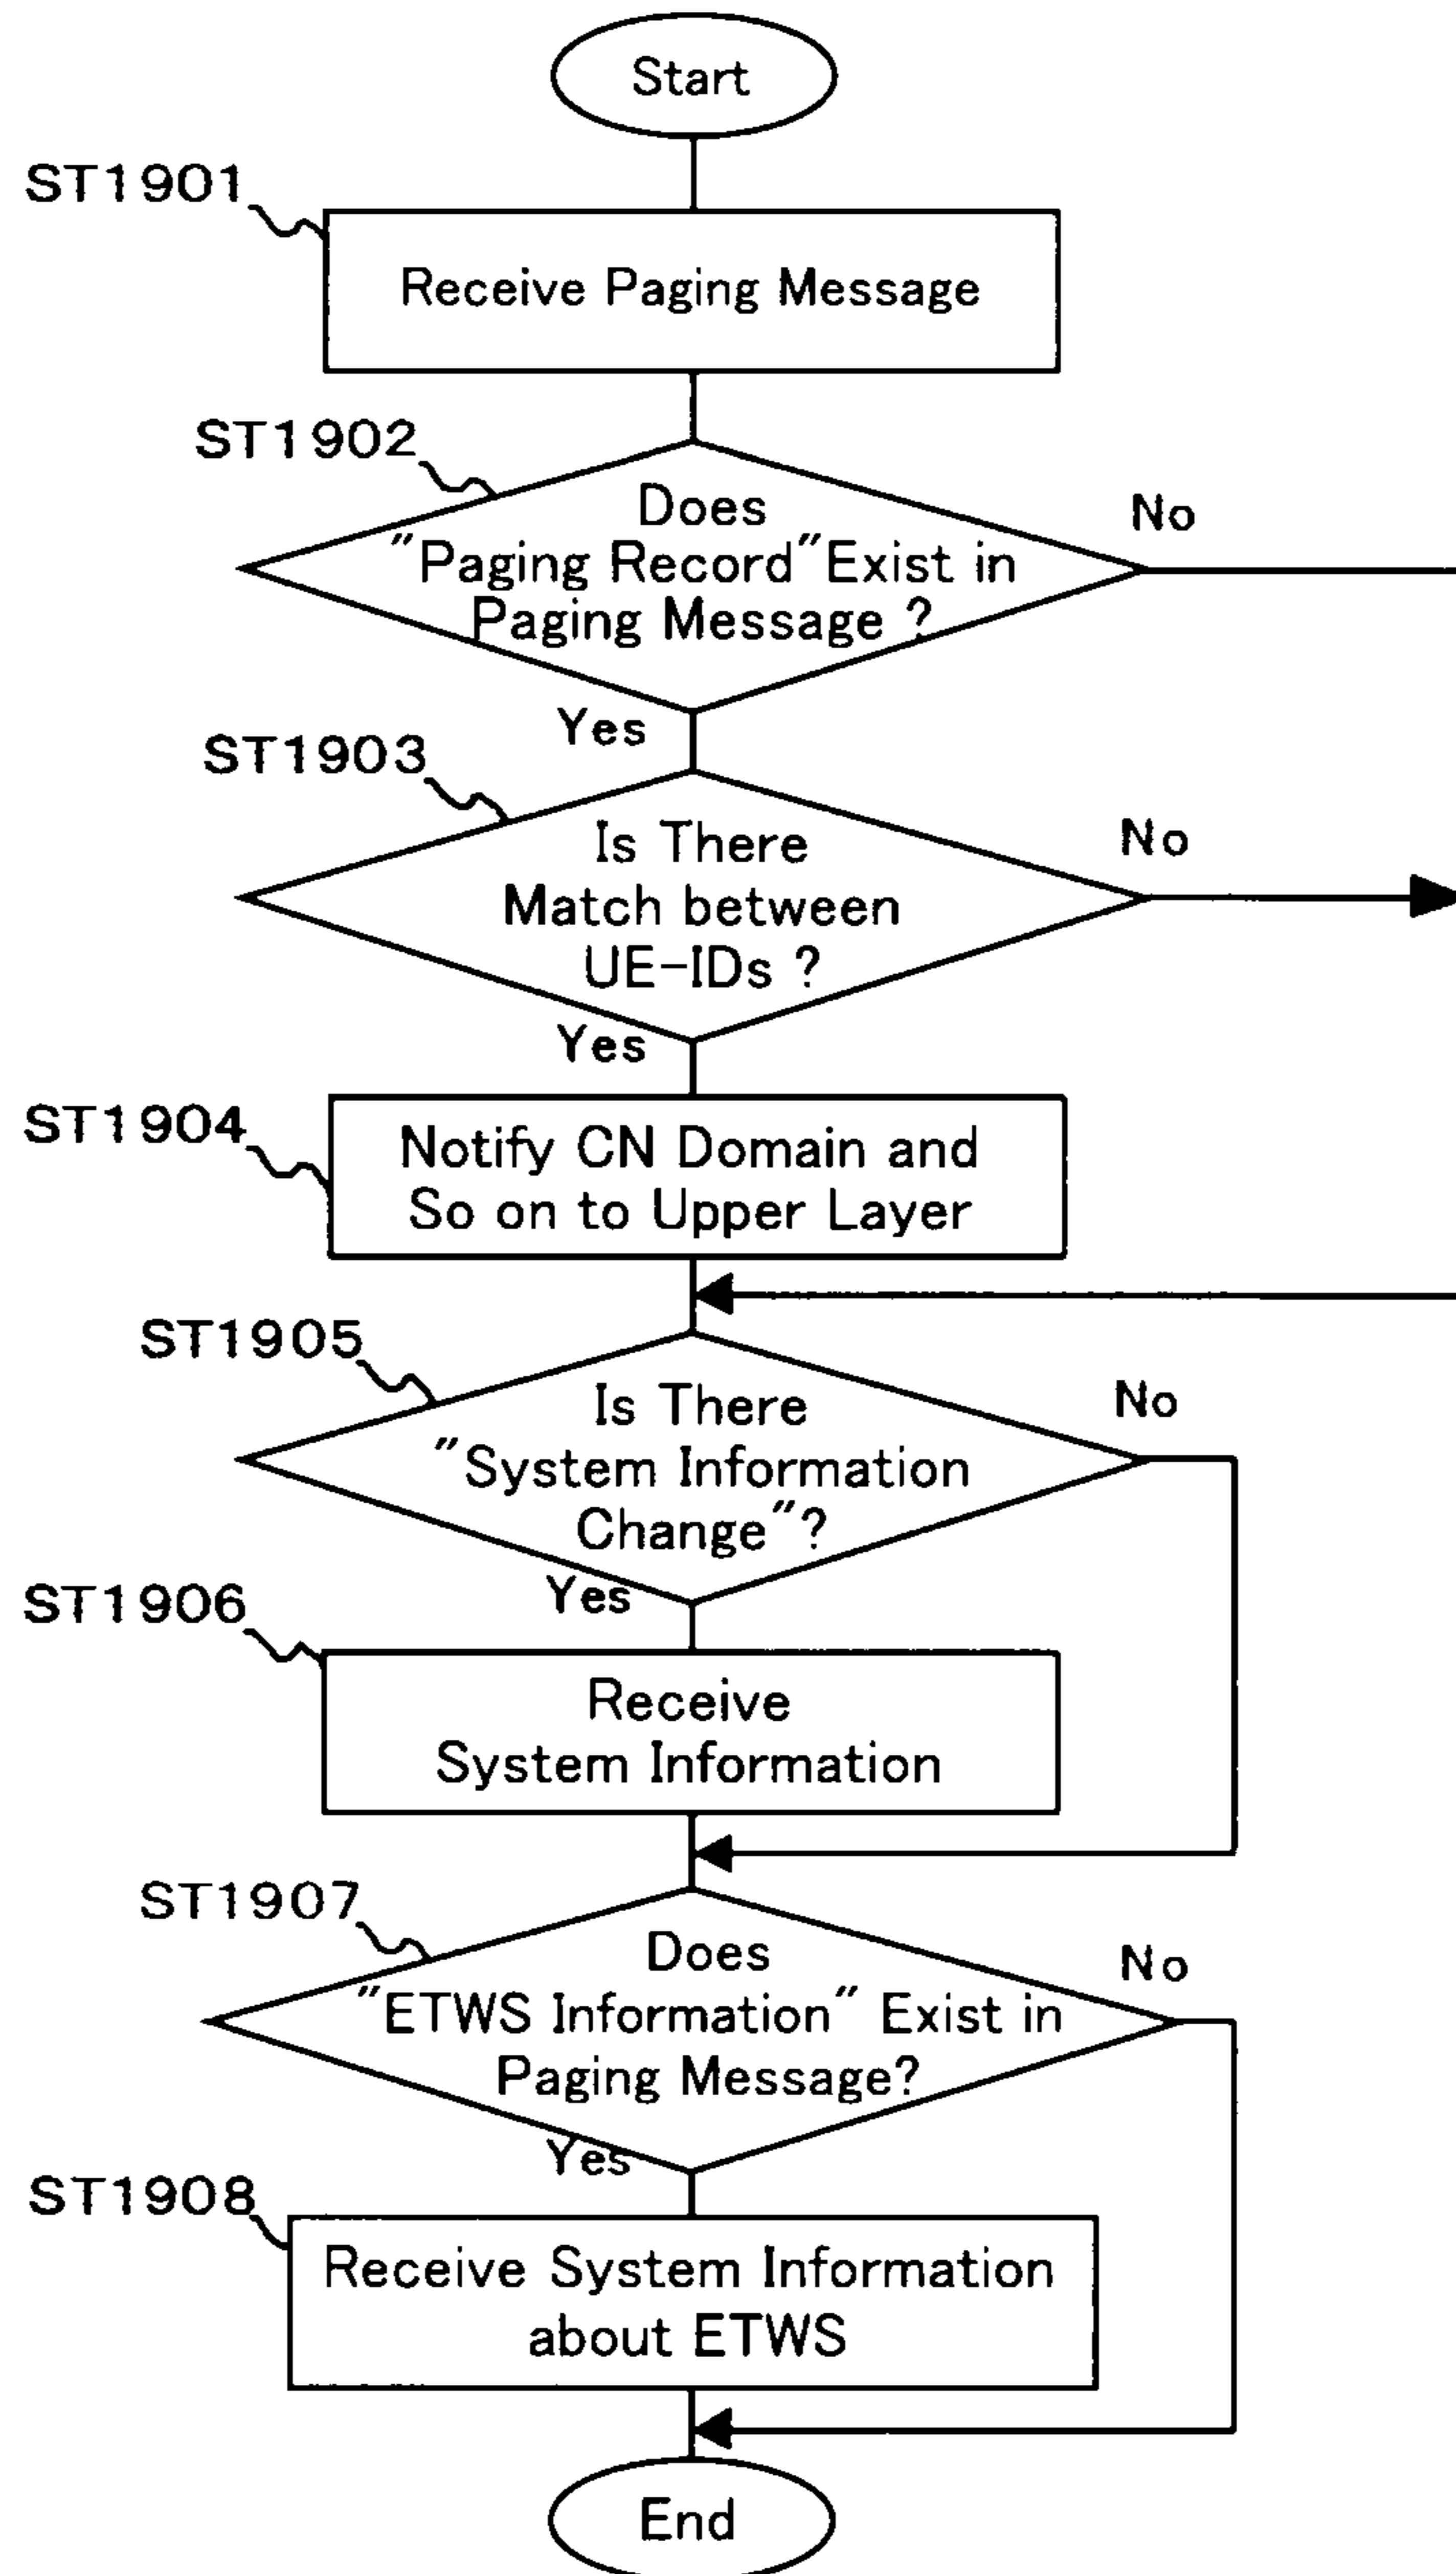 Start
ST1901
Receive Paging Message
ST1902
Does
"Paging Record"Exist in
Paging Message ?
No
Yes
ST1903
Is There
Match between
UE-IDs ?
No
Yes
ST1904
Notify CN Domain and
So on to Upper Layer
ST1905
Is There
"System Information
Change"?
No
Yes
ST1906
Receive
System Information
ST1907
Does
"ETWS Information" Exist in
Paging Message?
No
Yes
ST1908
Receive System Information
about ETWS
End